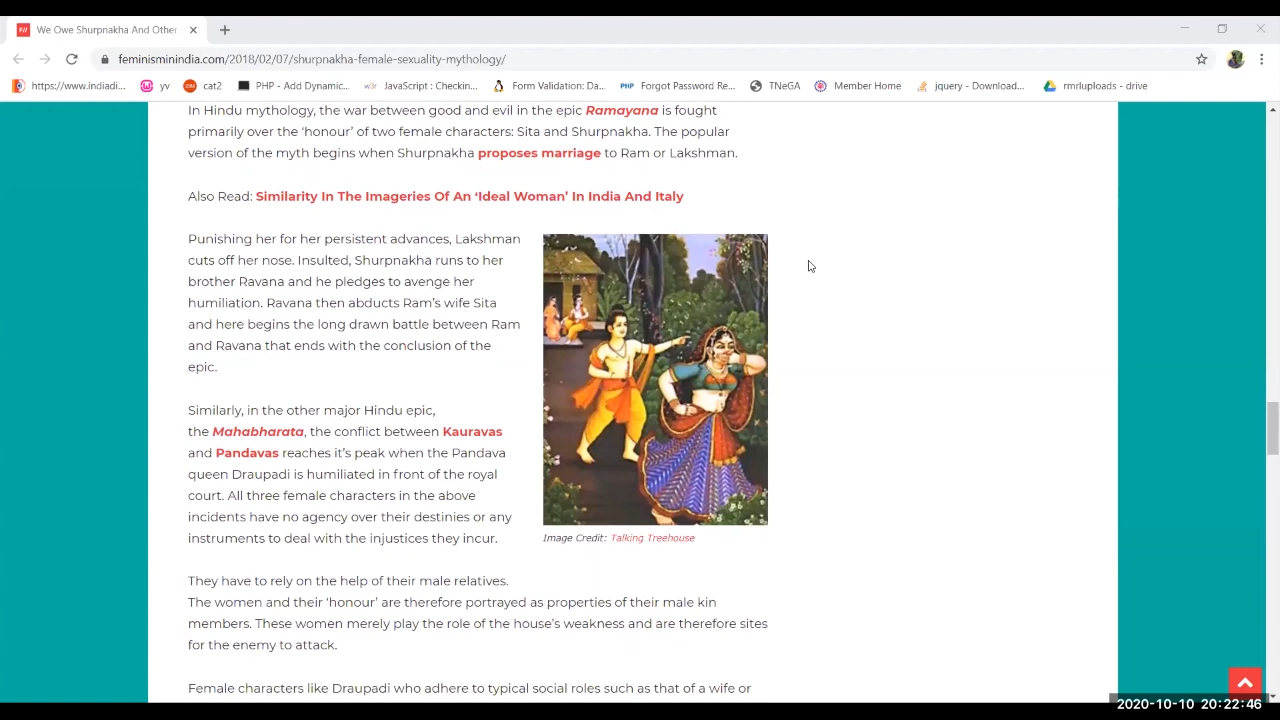 We Owe Shurpnakha And Other
feminisminindia.com/2018/02/07/shurpnakha-female-sexuality-mythology/
https://www.indiadi... yv cat2 PHP - Add Dynamic... JavaScript : Checkin... Form Validation: Da... PHP Forgot Password Re... TNeGA Member Home jquery - Download... rmrluploads - drive
In Hindu mythology, the war between good and evil in the epic Ramayana is fought
primarily over the ‘honour’ of two female characters: Sita and Shurpnakha. The popular
version of the myth begins when Shurpnakha proposes marriage to Ram or Lakshman.
Also Read: Similarity In The Imageries Of An ‘Ideal Woman’ In India And Italy
Punishing her for her persistent advances, Lakshman
cuts off her nose. Insulted, Shurpnakha runs to her
brother Ravana and he pledges to avenge her
humiliation. Ravana then abducts Ram’s wife Sita
and here begins the long drawn battle between Ram
and Ravana that ends with the conclusion of the
epic.
Similarly, in the other major Hindu epic,
the Mahabharata, the conflict between Kauravas
and Pandavas reaches it’s peak when the Pandava
queen Draupadi is humiliated in front of the royal
court. All three female characters in the above
incidents have no agency over their destinies or any
instruments to deal with the injustices they incur.
Image Credit: Talking Treehouse
They have to rely on the help of their male relatives.
The women and their ‘honour’ are therefore portrayed as properties of their male kin
members. These women merely play the role of the house’s weakness and are therefore sites
for the enemy to attack.
Female characters like Draupadi who adhere to typical social roles such as that of a wife or
2020-10-10 20:22:46